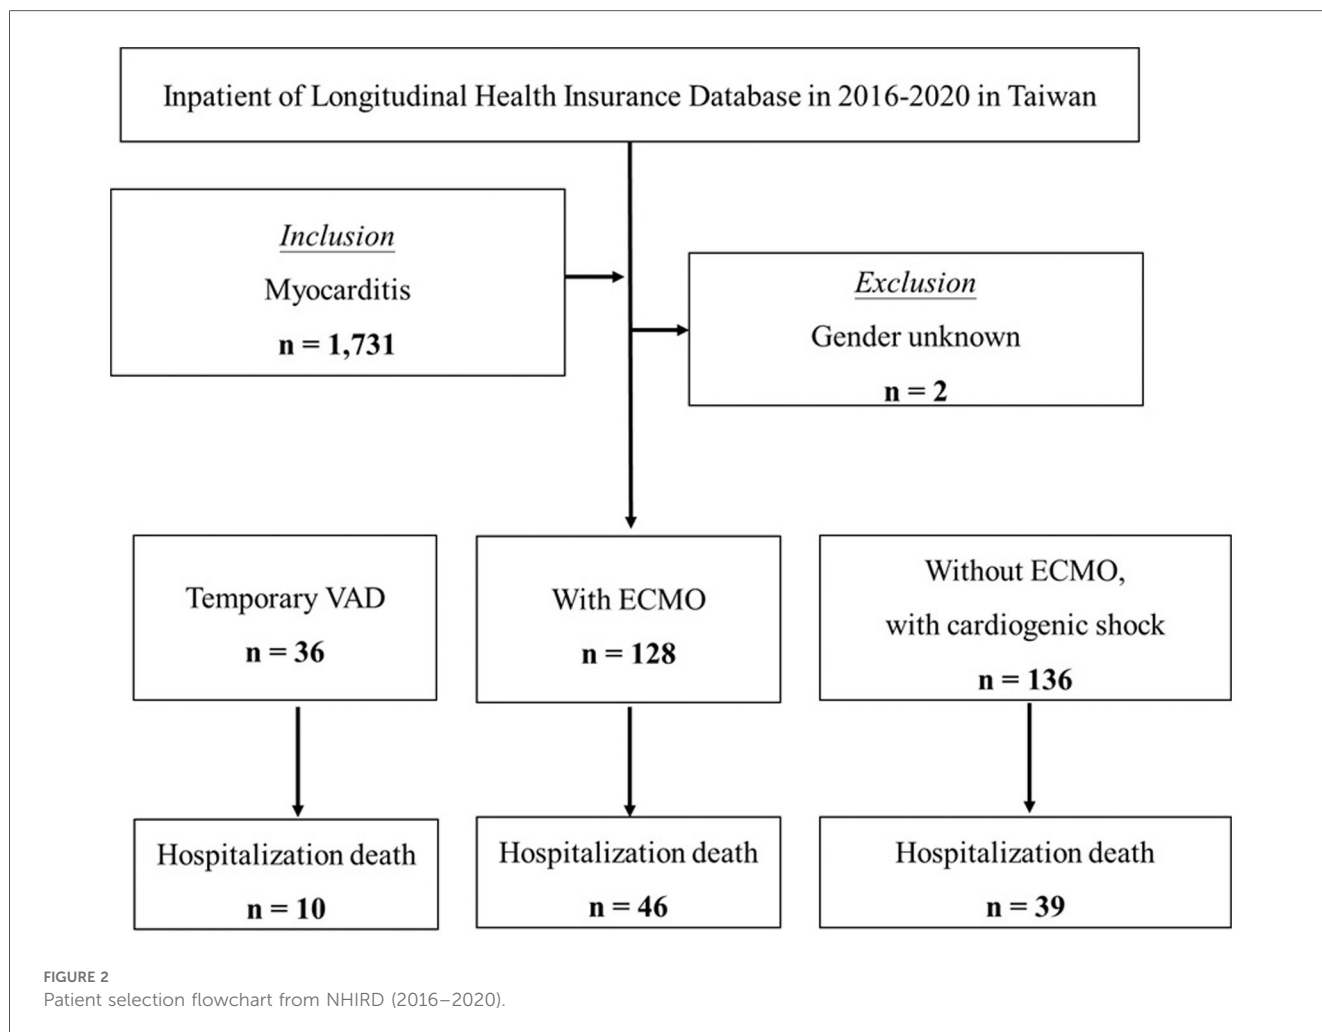 Inpatient of Longitudinal Health Insurance Database in 2016-2020 in Taiwan
Inclusion
Myocarditis
n = 1,731
Exclusion
Gender unknown
n = 2
Temporary VAD
n = 36
With ECMO
n = 128
Without ECMO,
with cardiogenic shock
n = 136
Hospitalization death
n = 10
Hospitalization death
n = 46
Hospitalization death
n = 39
FIGURE 2
Patient selection flowchart from NHIRD (2016–2020).